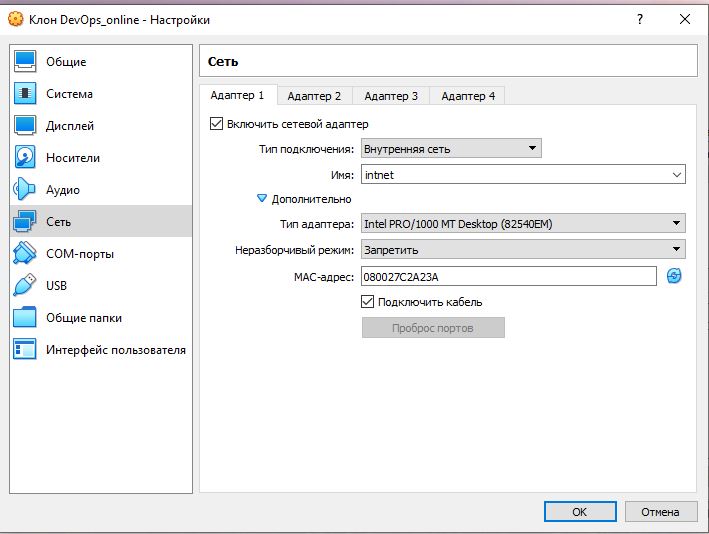 Клон DevOps_online - Настройки
?
Общие
Система
Дисплей
Носители
Аудио
Сеть
COM-порты
USB
Общие папки
Интерфейс пользователя
Сеть
Адаптер 1 Адаптер 2 Адаптер 3 Адаптер 4
Включить сетевой адаптер
Тип подключения: Внутренняя сеть
Имя: intnet
Дополнительно
Тип адаптера: Intel PRO/1000 MT Desktop (82540EM)
Неразборчивый режим: Запретить
MAC-адрес: 080027C2A23A
Подключить кабель
Проброс портов
OK Отмена